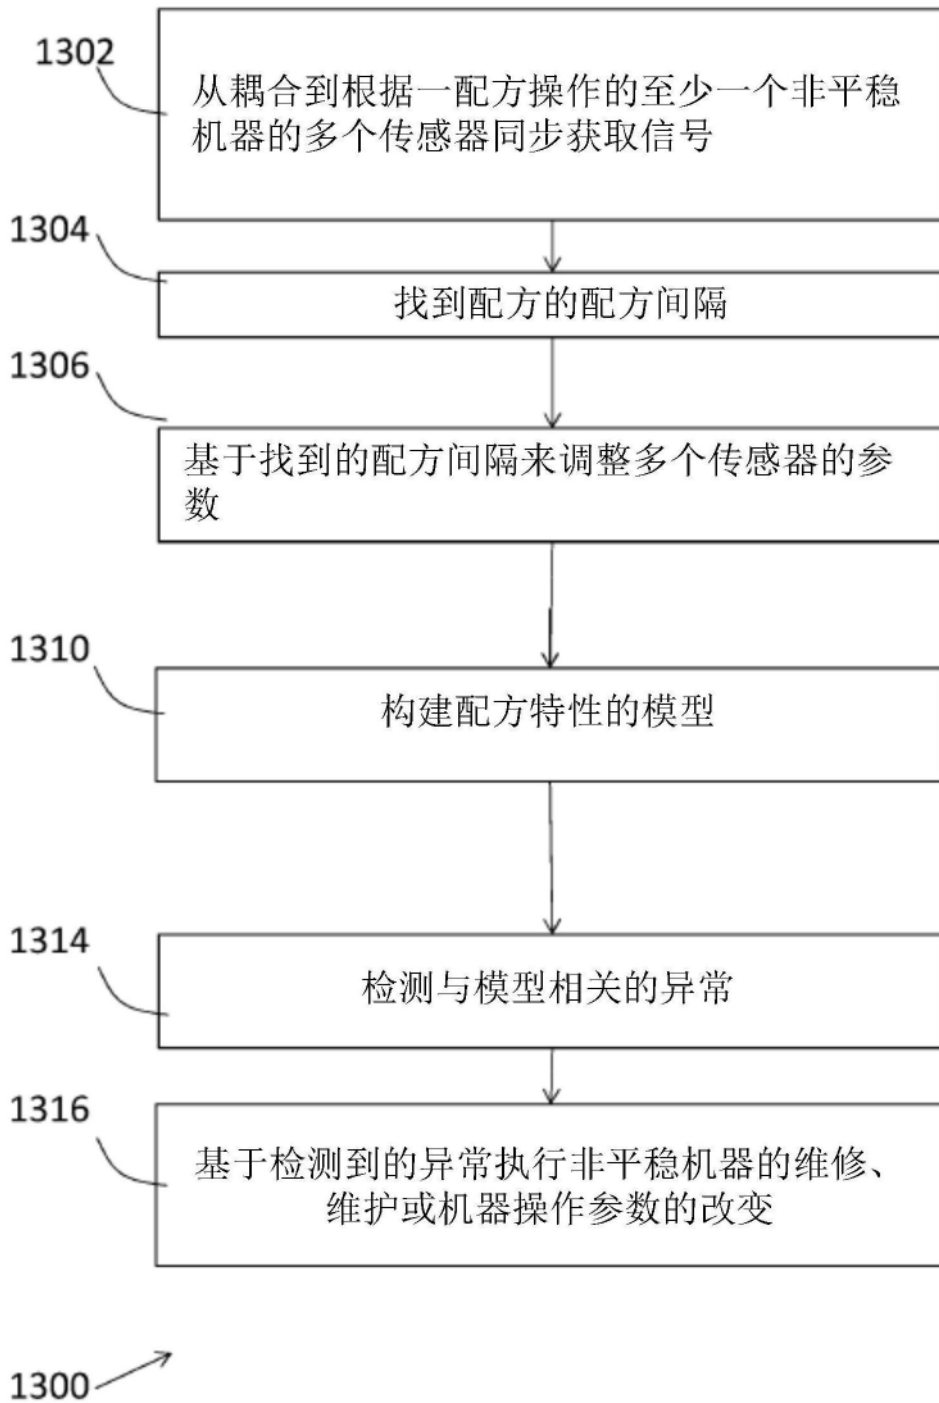 1302
从耦合到根据一配方操作的至少一个非平稳
机器的多个传感器同步获取信号
1304
找到配方的配方间隔
1306
基于找到的配方间隔来调整多个传感器的参
数
1310
构建配方特性的模型
1314
检测与模型相关的异常
1316
基于检测到的异常执行非平稳机器的维修、
维护或机器操作参数的改变
1300